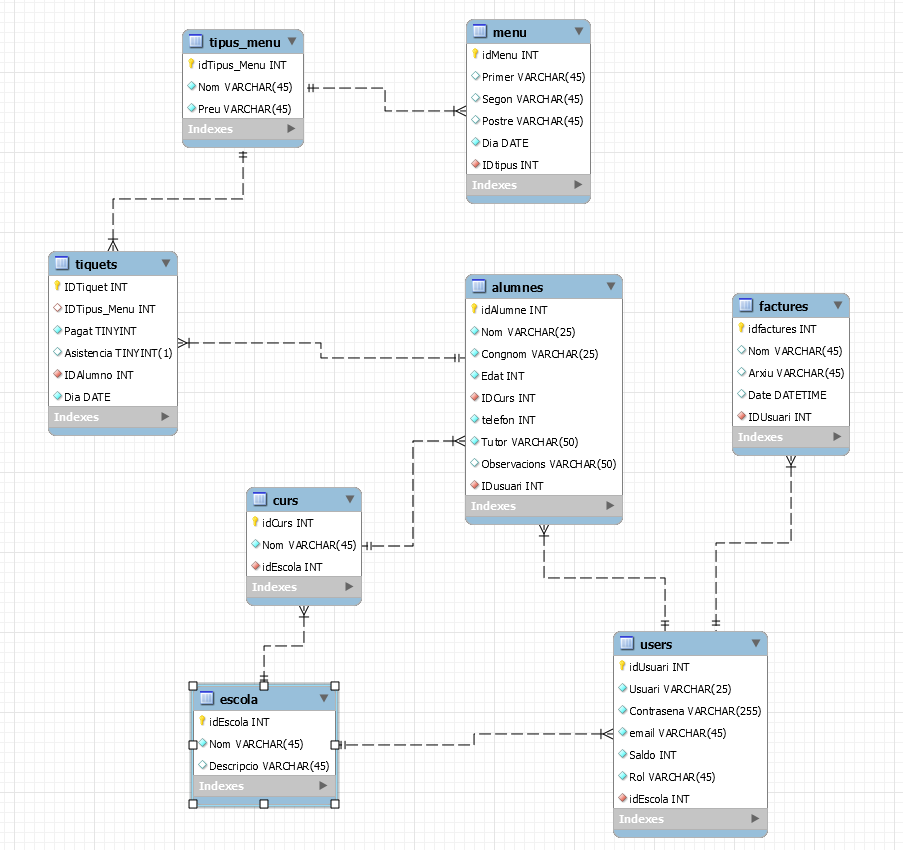 tipus_menu
idTipus_Menu INT
Nom VARCHAR(45)
Preu VARCHAR(45)
Indexes
menu
idMenu INT
Primer VARCHAR(45)
Segon VARCHAR(45)
Postre VARCHAR(45)
Dia DATE
IDtipus INT
Indexes
tiquets
IDTiquet INT
IDTipus_Menu INT
Pagat TINYINT
Asistencia TINYINT(1)
IDAlumno INT
Dia DATE
Indexes
alumnes
idAlumne INT
Nom VARCHAR(25)
Congnom VARCHAR(25)
Edat INT
IDCurs INT
telefon INT
Tutor VARCHAR(50)
Observacions VARCHAR(50)
IDusuari INT
Indexes
factures
idfactures INT
Nom VARCHAR(45)
Arxiu VARCHAR(45)
Date DATETIME
IDUsuari INT
Indexes
curs
idCurs INT
Nom VARCHAR(45)
idEscola INT
Indexes
escola
idEscola INT
Nom VARCHAR(45)
Descripcio VARCHAR(45)
Indexes
users
idUsuari INT
Usuari VARCHAR(25)
Contrasena VARCHAR(255)
email VARCHAR(45)
Saldo INT
Rol VARCHAR(45)
idEscola INT
Indexes